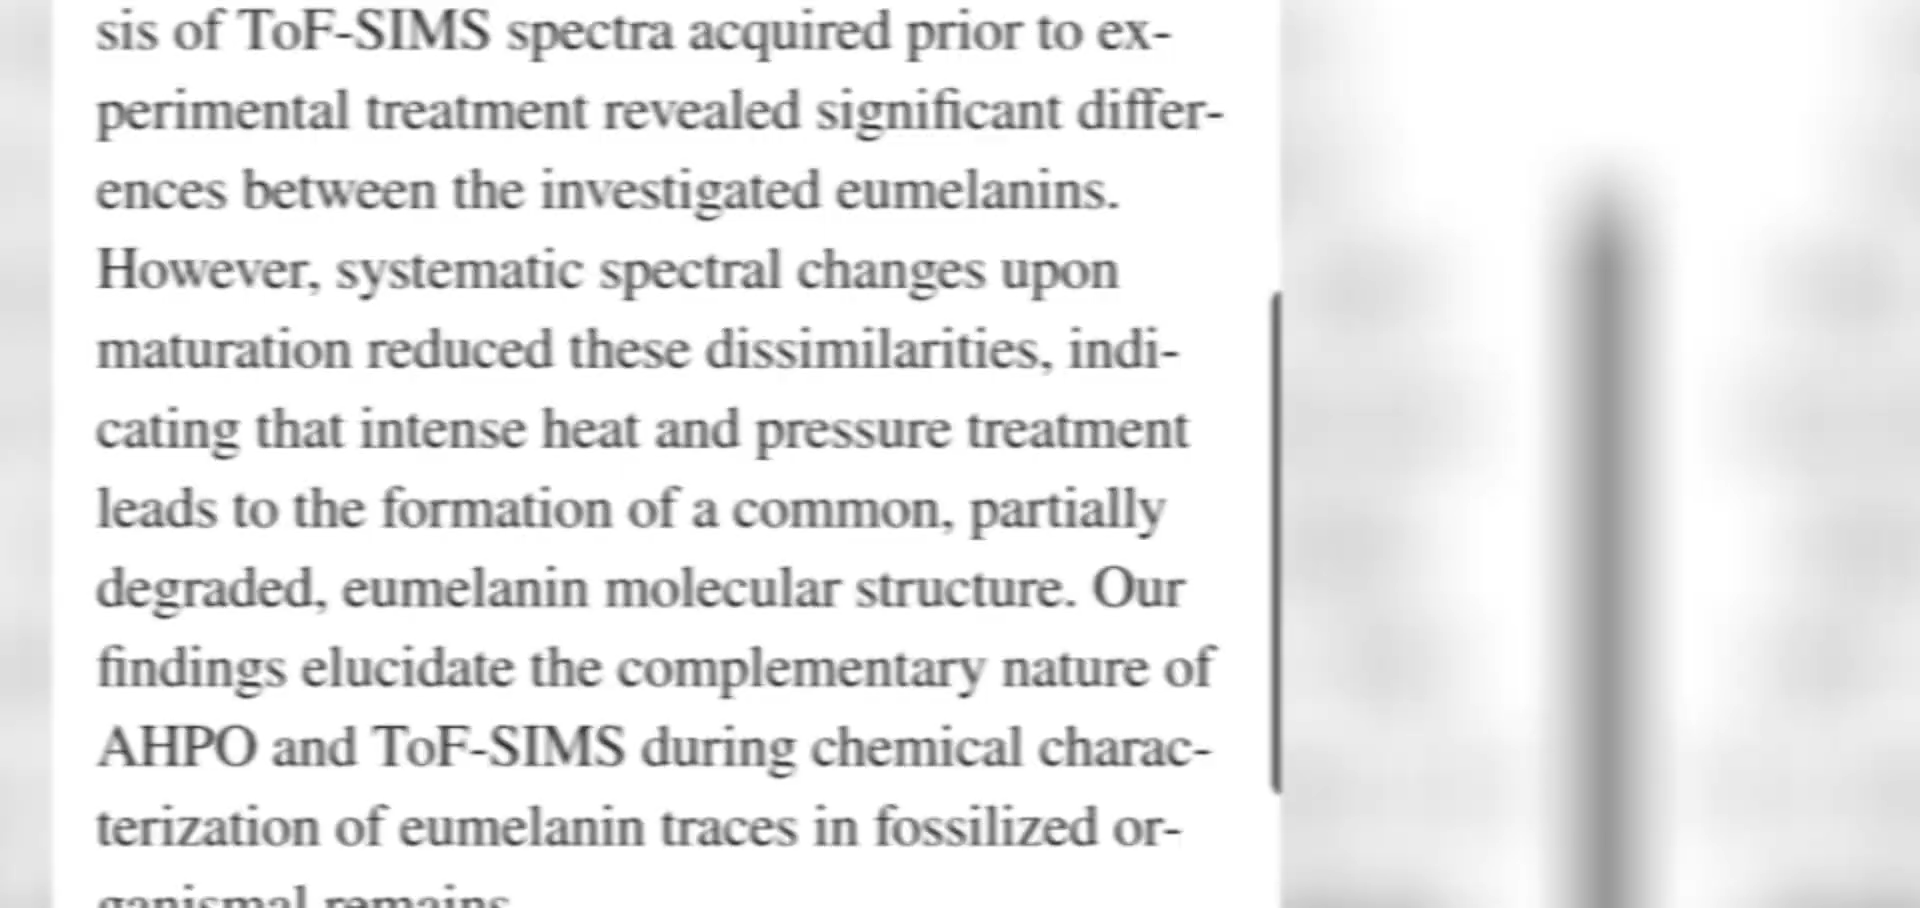 sis of ToF-SIMS spectra acquired prior to ex-
perimental treatment revealed significant differ-
ences between the investigated eumelanins.
However, systematic spectral changes upon
maturation reduced these dissimilarities, indi-
cating that intense heat and pressure treatment
leads to the formation of a common, partially
degraded, eumelanin molecular structure. Our
findings elucidate the complementary nature of
AHPO and ToF-SIMS during chemical charac-
terization of eumelanin traces in fossilized or-
ganismal remains